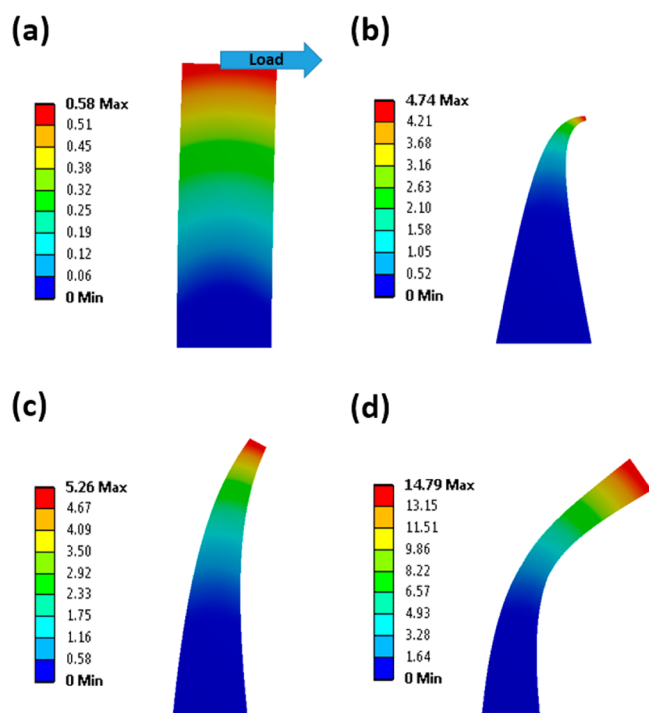 (a)
Load
0.58 Max
0.51
0.45
0.38
0.32
0.25
0.19
0.12
0.06
0 Min
(b)
4.74 Max
4.21
3.68
3.16
2.63
2.10
1.58
1.05
0.52
0 Min
(c)
5.26 Max
4.67
4.09
3.50
2.92
2.33
1.75
1.16
0.58
0 Min
(d)
14.79 Max
13.15
11.51
9.86
8.22
6.57
4.93
3.28
1.64
0 Min